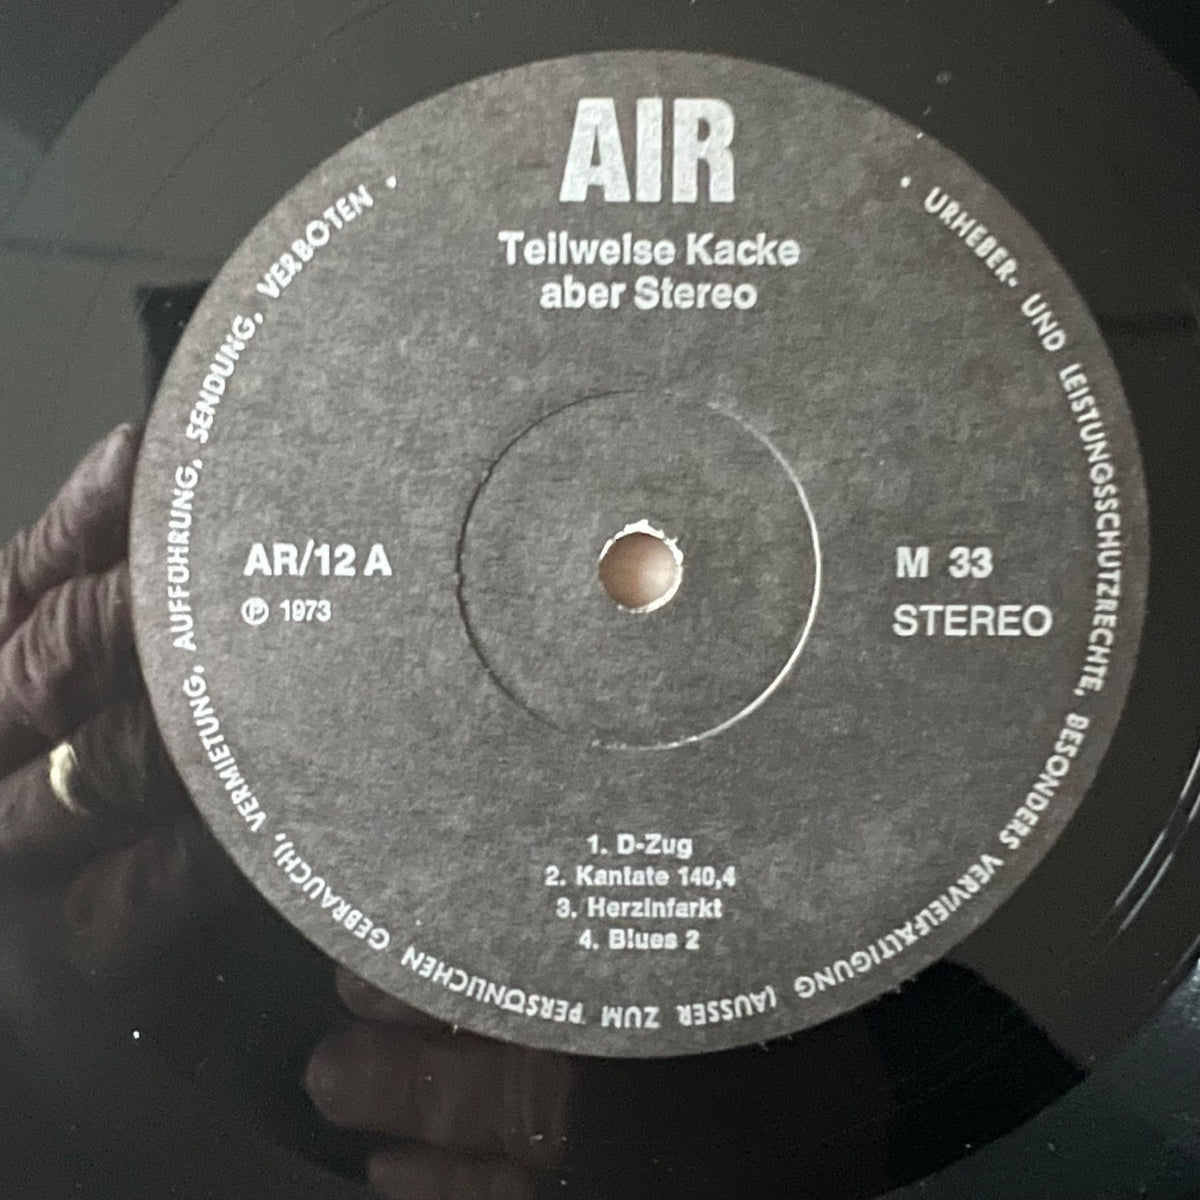 AIR
Teilweise Kacke
aber Stereo
AR/12 A
Ⓟ 1973
M 33
STEREO
1. D-Zug
2. Kantate 140,4
3. Herzinfarkt
4. Blues 2
• URHEBER- UND LEISTUNGSSCHUTZRECHTE, BESONDERS VERVIELFÄLTIGUNG (AUSSER ZUM PERSÖNLICHEN GEBRAUCH), VERMIETUNG, AUFFÜHRUNG, SENDUNG, VERBOTEN •